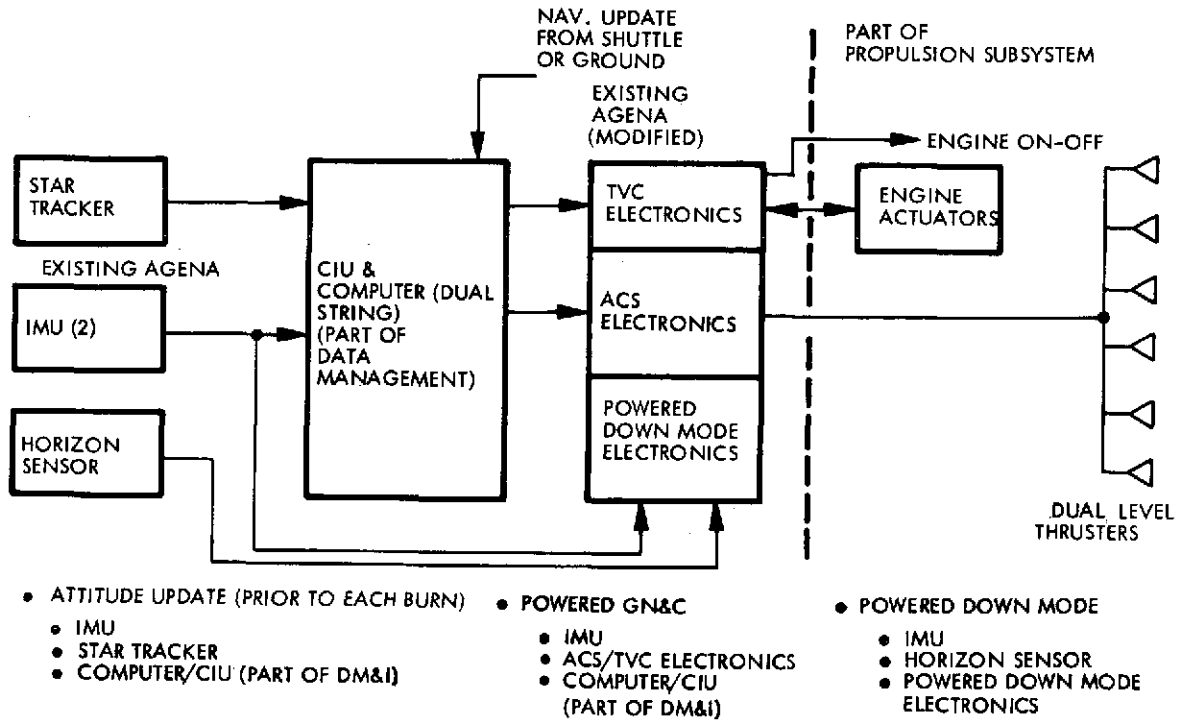 NAV. UPDATE
FROM SHUTTLE
OR GROUND
PART OF
PROPULSION SUBSYSTEM
EXISTING
AGENA
(MODIFIED)
ENGINE ON-OFF
STAR
TRACKER
TVC
ELECTRONICS
ENGINE
ACTUATORS
EXISTING AGENA
IMU (2)
CIU &
COMPUTER (DUAL
STRING)
(PART OF
DATA
MANAGEMENT)
ACS
ELECTRONICS
HORIZON
SENSOR
POWERED
DOWN MODE
ELECTRONICS
DUAL LEVEL
THRUSTERS
• ATTITUDE UPDATE (PRIOR TO EACH BURN)
• IMU
• STAR TRACKER
• COMPUTER/CIU (PART OF DM&I)
• POWERED GN&C
• IMU
• ACS/TVC ELECTRONICS
• COMPUTER/CIU
(PART OF DM&I)
• POWERED DOWN MODE
• IMU
• HORIZON SENSOR
• POWERED DOWN MODE
ELECTRONICS